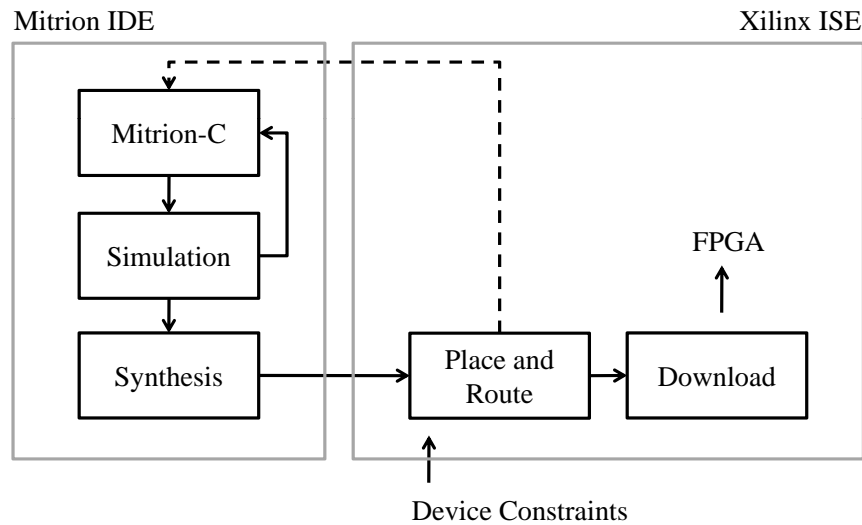 Mitrion IDE
Xilinx ISE
Mitrion-C
Simulation
FPGA
Synthesis
Place and
Route
Download
Device Constraints